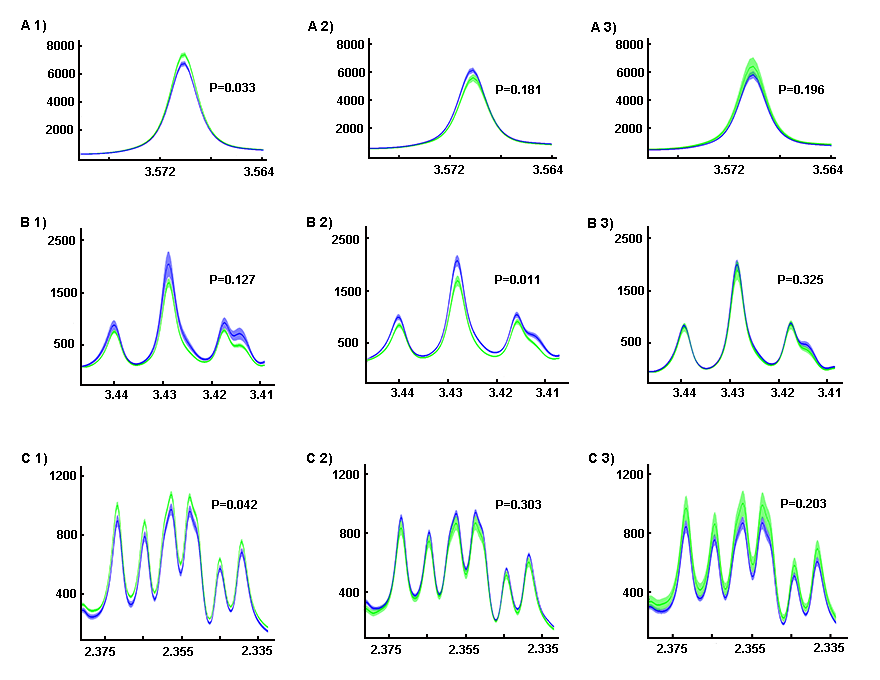 A 1) A 2) A 3)
8000 8000 8000
6000 P=0.033 6000 P=0.181 6000 P=0.196
4000 4000 4000
2000 2000 2000
3.572 3.564 3.572 3.564 3.572 3.564
B 1) B 2) B 3)
2500 2500 2500
1500 P=0.127 1500 P=0.011 1500 P=0.325
500 500 500
3.44 3.43 3.42 3.41 3.44 3.43 3.42 3.41 3.44 3.43 3.42 3.41
C 1) C 2) C 3)
1200 1200 1200
P=0.042 P=0.303 P=0.203
800 800 800
400 400 400
2.375 2.355 2.335 2.375 2.355 2.335 2.375 2.355 2.335